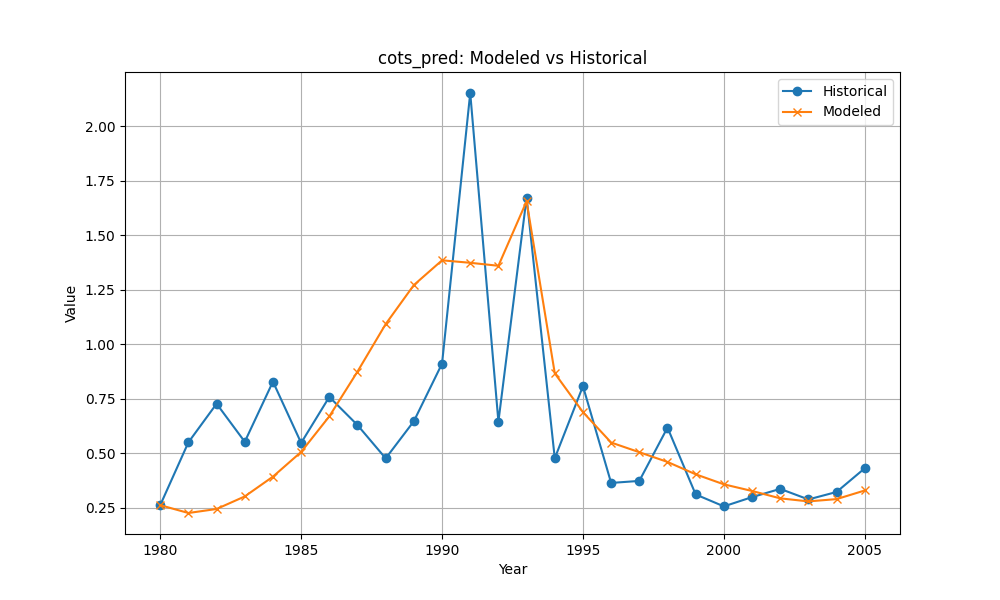 cots_pred: Modeled vs Historical
Historical
Modeled
Value
2.00
1.75
1.50
1.25
1.00
0.75
0.50
0.25
1980 1985 1990 1995 2000 2005
Year